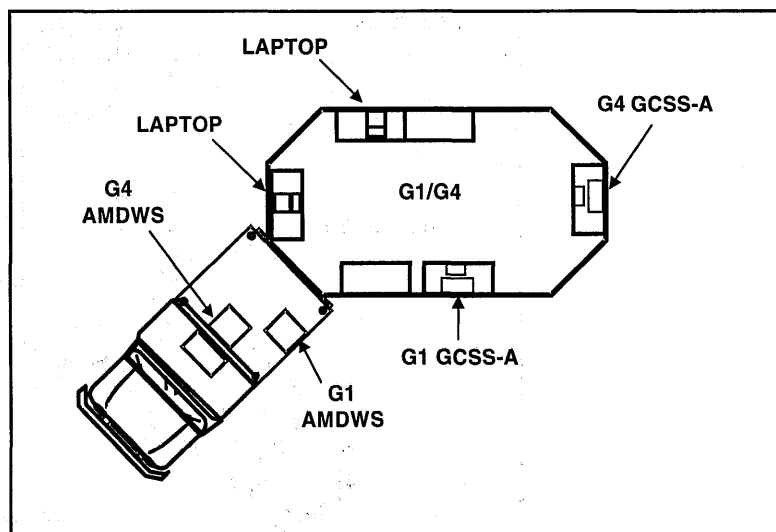 LAPTOP
G4 GCSS-A
LAPTOP
G4
AMDWS
G1/G4
G1 GCSS-A
G1
AMDWS